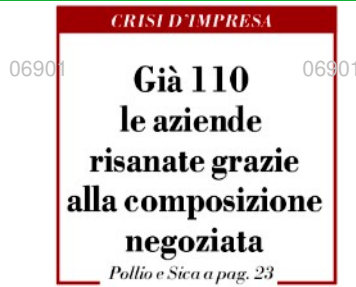 CRISI D'IMPRESA
06901
06901
Già 110
le aziende
risanate grazie
alla composizione
negoziata
Pollio e Sica a pag. 23